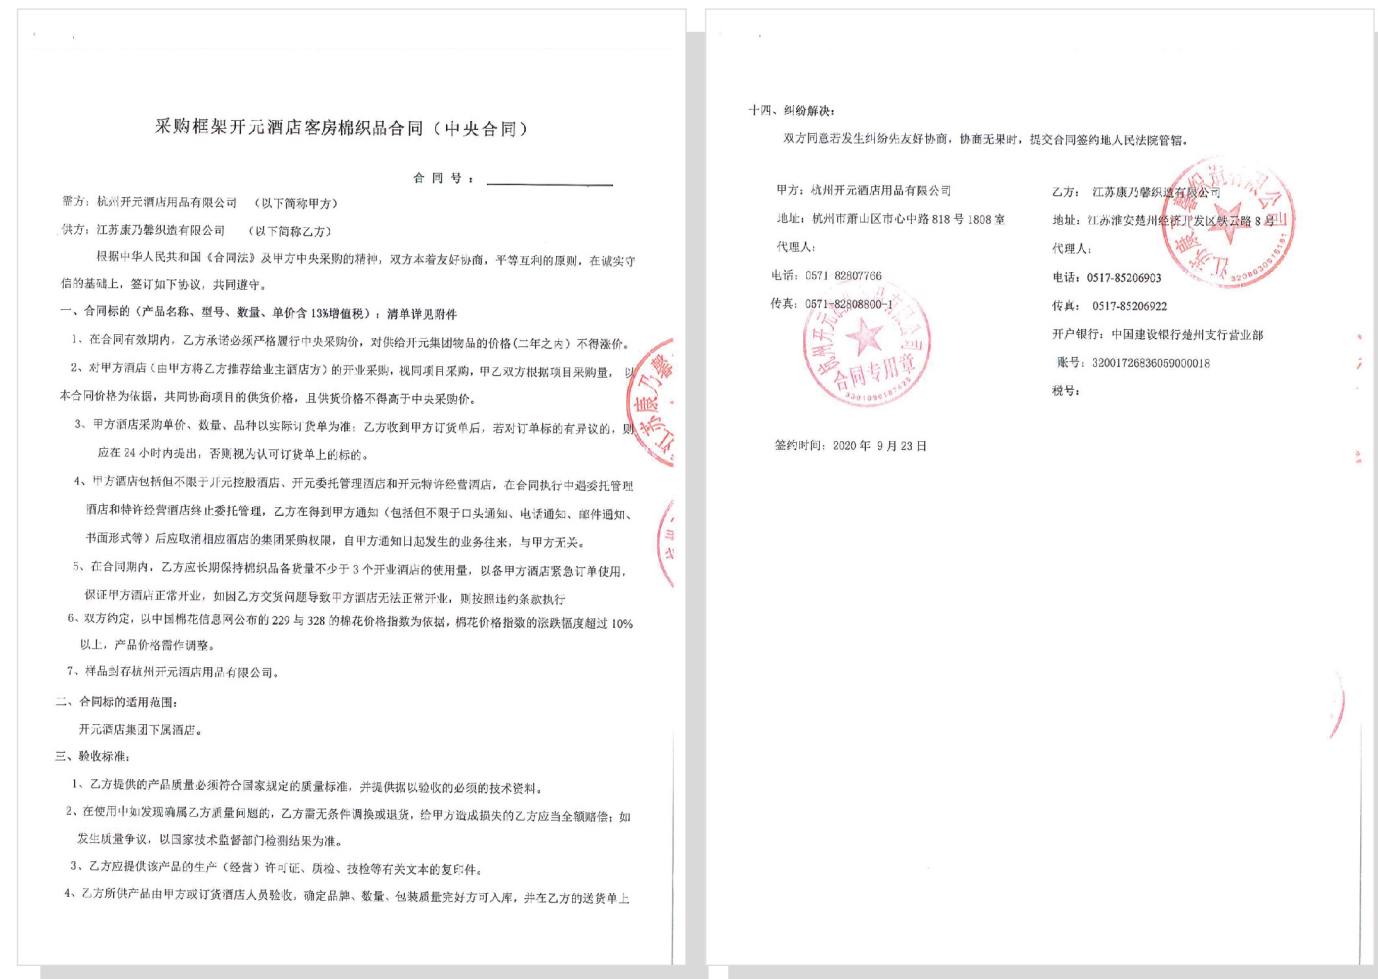 采购框架开元酒店客房棉织品合同（中央合同）
合 同 号 ：
需方：杭州开元酒店用品有限公司 （以下简称甲方）
供方：江苏康乃馨织造有限公司 （以下简称乙方）
根据中华人民共和国《合同法》及甲方中央采购的精神，双方本着友好协商，平等互利的原则，在诚实守
信的基础上，签订如下协议，共同遵守。
一、合同标的（产品名称、型号、数量、单价含13%增值税）：清单详见附件
1、在合同有效期内，乙方承诺必须严格履行中央采购价，对供给开元集团物品的价格(二年之内）不得涨价。
2、对甲方酒店（由甲方将乙方推荐给业主酒店方）的开业采购，视同项目采购，甲乙双方根据项目采购量，以
本合同价格为依据，共同协商项目的供货价格，且供货价格不得高于中央采购价。
3、甲方酒店采购单价、数量、品种以实际订货单为准；乙方收到甲方订货单后，若对订单标的有异议的，则
应在24小时内提出，否则视为认可订货单上的标的。
4、甲方酒店包括但不限于开元控股酒店、开元委托管理酒店和开元特许经营酒店，在合同执行中遇委托管理
酒店和特许经营酒店终止委托管理，乙方在得到甲方通知（包括但不限于口头通知、电话通知、邮件通知、
书面形式等）后应取消相应酒店的集团采购权限，自甲方通知日起发生的业务往来，与甲方无关。
5、在合同期内，乙方应长期保持棉织品备货量不少于3个开业酒店的使用量，以备甲方酒店紧急订单使用，
保证甲方酒店正常开业，如因乙方交货问题导致甲方酒店无法正常开业，则按照违约条款执行
6、双方约定，以中国棉花信息网公布的229与328的棉花价格指数为依据，棉花价格指数的涨跌幅度超过10%
以上，产品价格需作调整。
7、样品封存杭州开元酒店用品有限公司。
二、合同标的适用范围：
开元酒店集团下属酒店。
三、验收标准：
1、乙方提供的产品质量必须符合国家规定的质量标准，并提供据以验收的必须的技术资料。
2、在使用中如发现确属乙方质量问题的，乙方需无条件调换或退货，给甲方造成损失的乙方应当全额赔偿；如
发生质量争议，以国家技术监督部门检测结果为准。
3、乙方应提供该产品的生产（经营）许可证、质检、技检等有关文本的复印件。
4、乙方所供产品由甲方或订货酒店人员验收，确定品牌、数量、包装质量完好方可入库，并在乙方的送货单上
十四、纠纷解决：
双方同意若发生纠纷先友好协商，协商无果时，提交合同签约地人民法院管辖。
甲方：杭州开元酒店用品有限公司
地址：杭州市萧山区市心中路818号1808室
代理人：
电话：0571 82807766
传真：0571-82808800-1
合同专用章
签约时间：2020年9月23日
乙方： 江苏康乃馨织造有限公司
地址：江苏淮安楚州经济开发区铁云路8号
代理人：
电话：0517-85206903
传真： 0517-85206922
开户银行：中国建设银行楚州支行营业部
账号：32001726836059000018
税号：